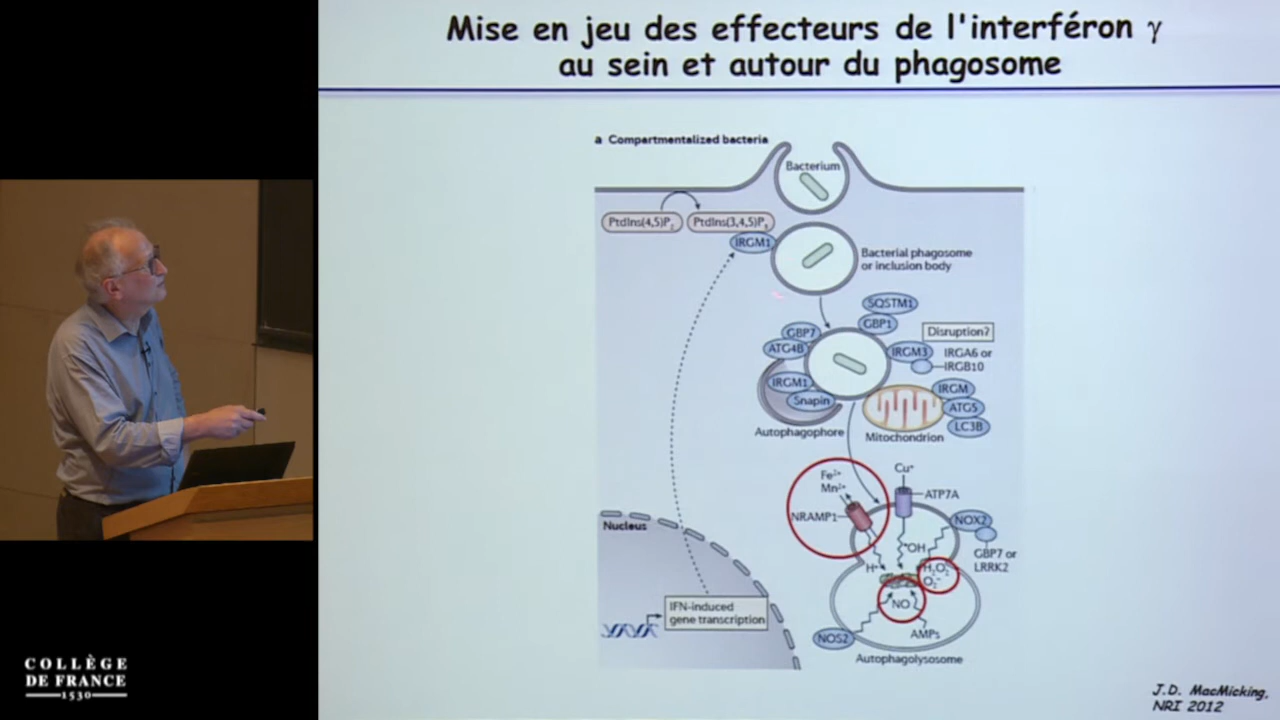 Mise en jeu des effecteurs de l'interféron γ
au sein et autour du phagosome
a Compartmentalized bacteria
Bacterium
PtdIns(4,5)P₂
PtdIns(3,4,5)P₃
IRGM1
Bacterial phagosome
or inclusion body
SQSTM1
GBP1
GBP7
ATG4B
Disruption?
IRGM3
IRGA6 or
IRGB10
IRGM1
Snapin
IRGM
ATG5
LC3B
Autophagophore
Mitochondrion
Fe²⁺
Mn²⁺
NRAMP1
Cu⁺
ATP7A
NOX2
GBP7 or
LRRK2
•OH
H⁺
H₂O₂
O₂⁻
NO
AMPs
NOS2
Autophagolysosome
Nucleus
IFN-induced
gene transcription
COLLÈGE
DE FRANCE
1530
J.D. MacMicking,
NRI 2012